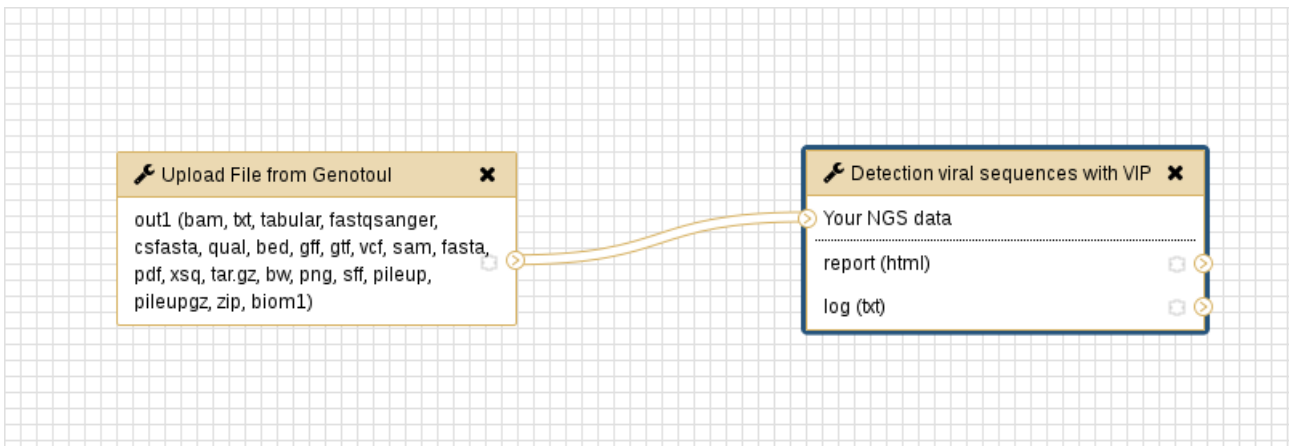 Upload File from Genotoul
out1 (bam, txt, tabular, fastqsanger,
csfasta, qual, bed, gff, gtf, vcf, sam, fasta,
pdf, xsq, tar.gz, bw, png, sff, pileup,
pileupgz, zip, biom1)
Detection viral sequences with VIP
Your NGS data
report (html)
log (txt)